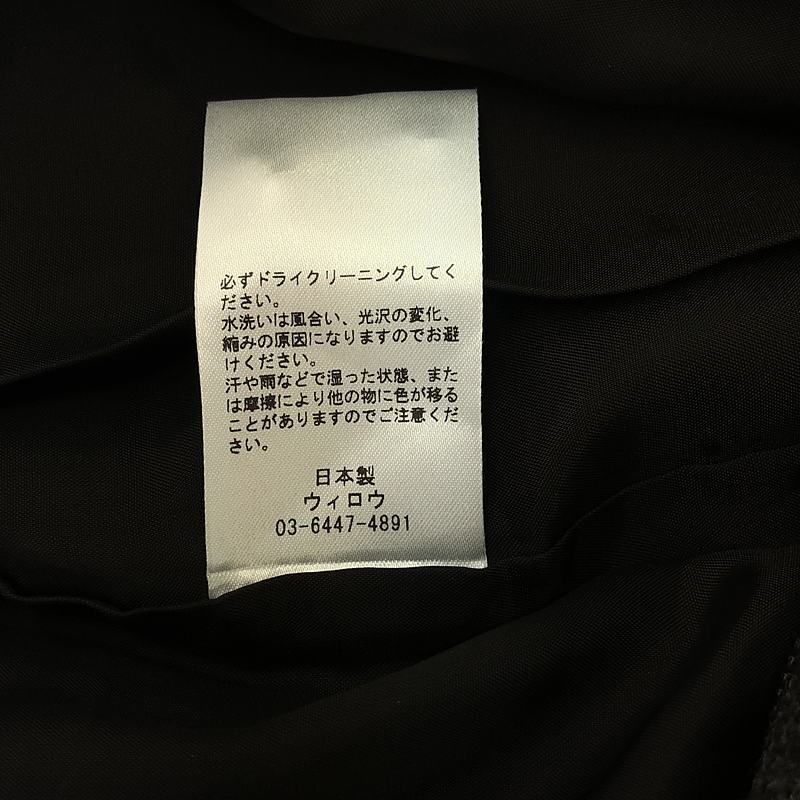 必ずドライクリーニングしてく
ださい。
水洗いは風合い、光沢の変化、
縮みの原因になりますのでお避
けください。
汗や雨などで湿った状態、また
は摩擦により他の物に色が移る
ことがありますのでご注意くだ
さい。
日本製
ウィロウ
03-6447-4891